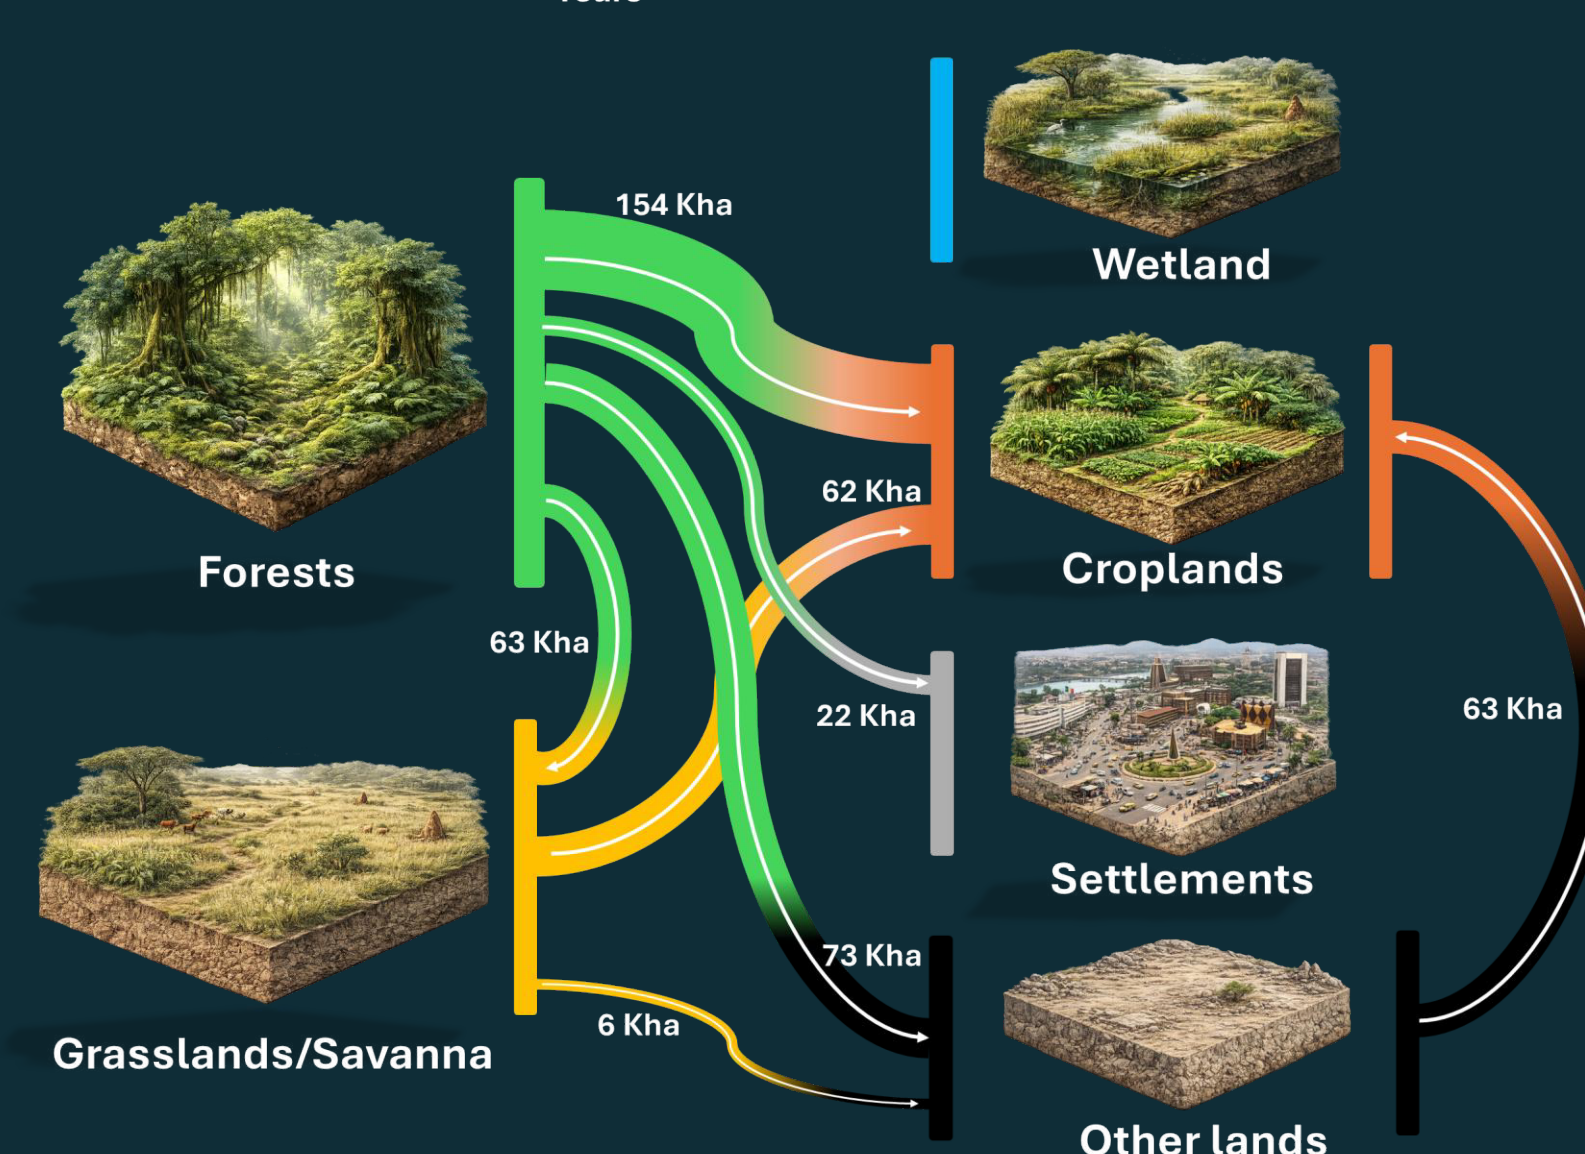 154 Kha
Wetland
62 Kha
Forests
Croplands
63 Kha
22 Kha
63 Kha
Settlements
73 Kha
6 Kha
Grasslands/Savanna
Other lands